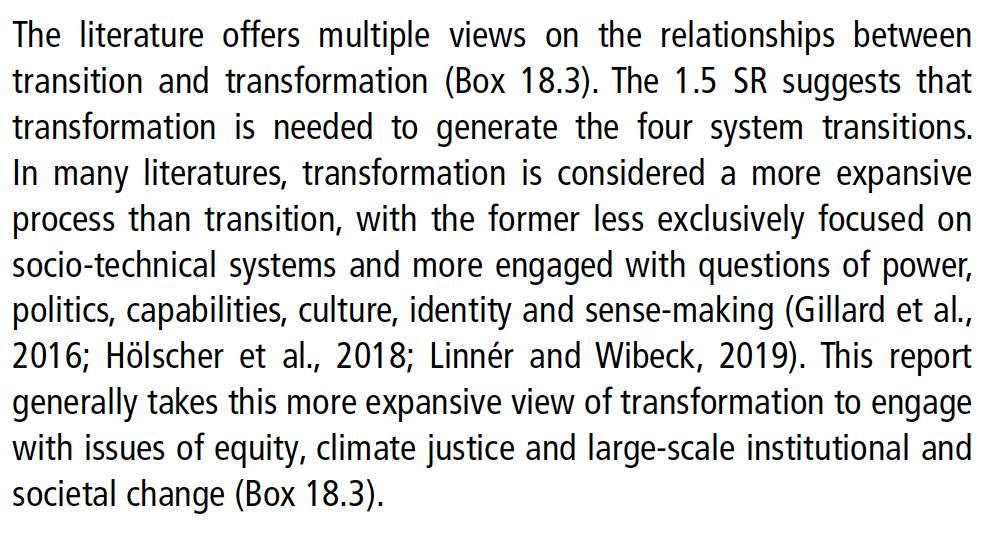 The literature offers multiple views on the relationships between
transition and transformation (Box 18.3). The 1.5 SR suggests that
transformation is needed to generate the four system transitions.
In many literatures, transformation is considered a more expansive
process than transition, with the former less exclusively focused on
socio-technical systems and more engaged with questions of power,
politics, capabilities, culture, identity and sense-making (Gillard et al.,
2016; Hölscher et al., 2018; Linnér and Wibeck, 2019). This report
generally takes this more expansive view of transformation to engage
with issues of equity, climate justice and large-scale institutional and
societal change (Box 18.3).